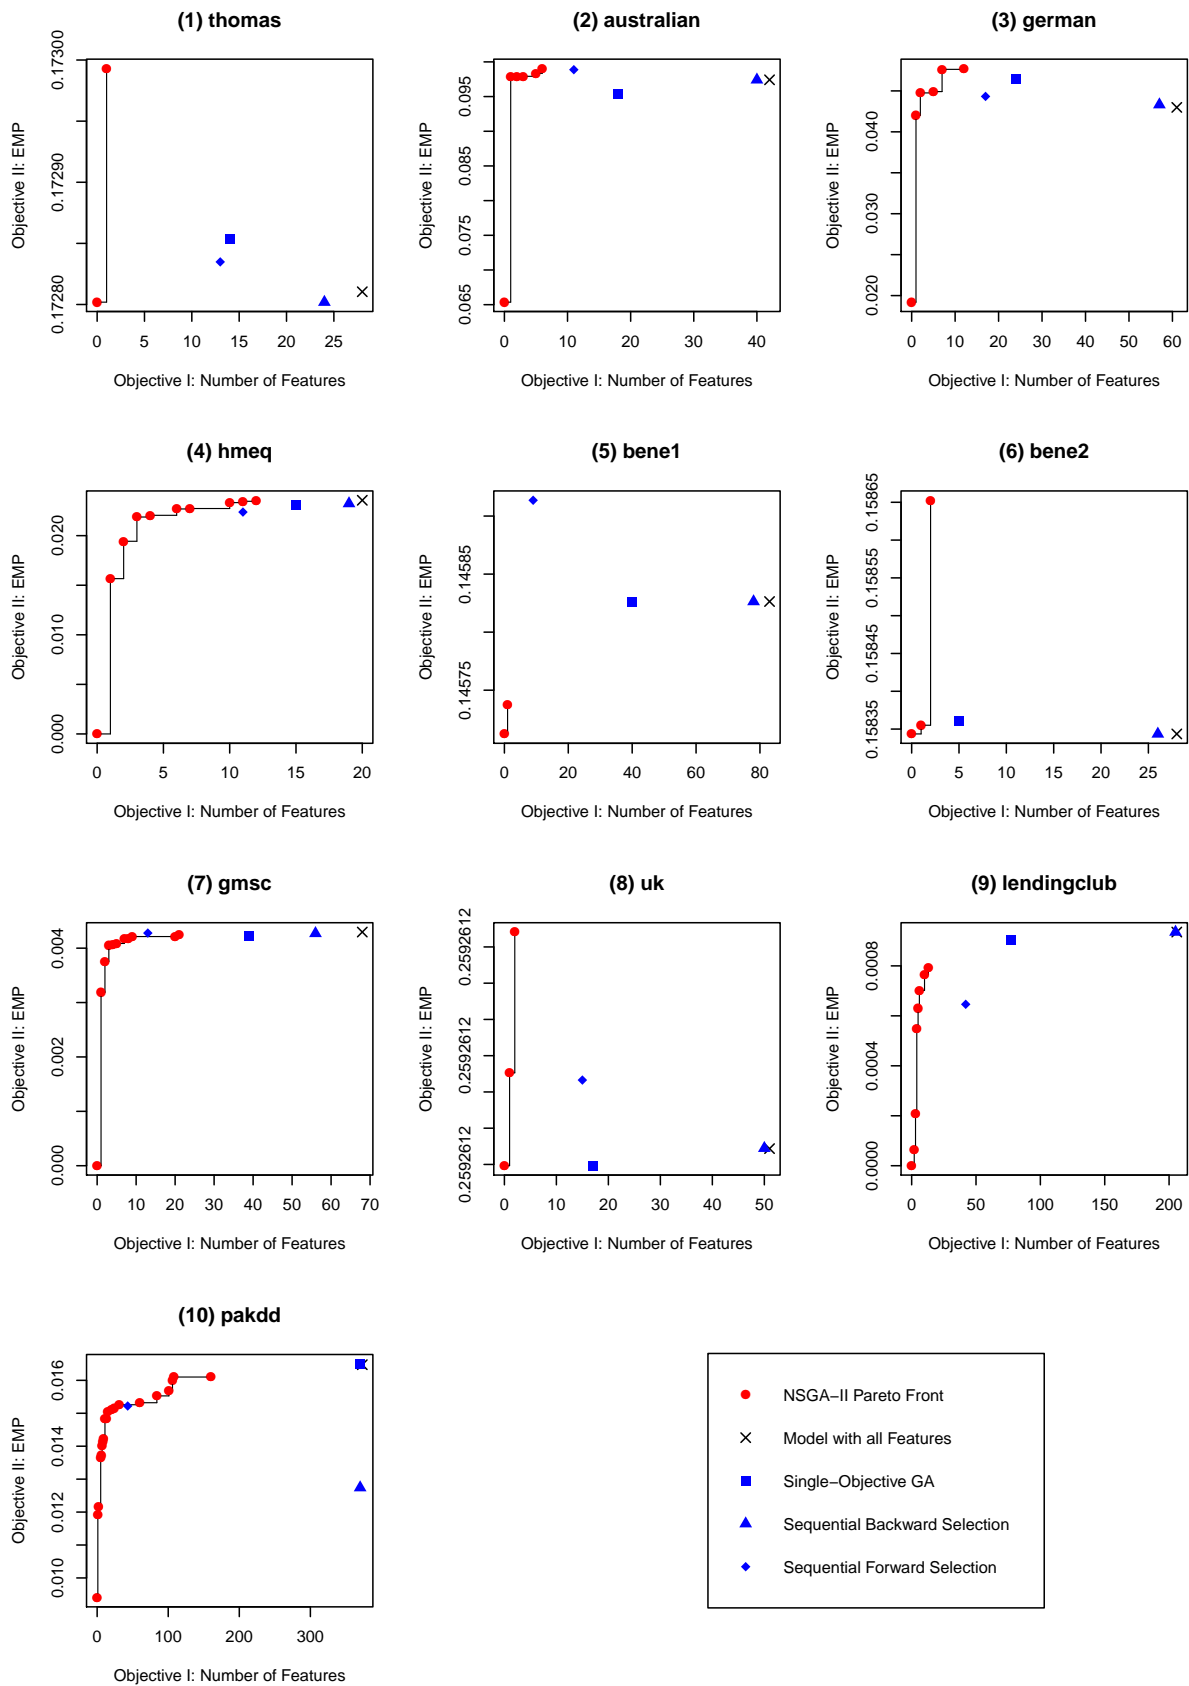 (1) thomas
Objective II: EMP
0.17280 0.17290 0.17300
0 5 10 15 20 25
Objective I: Number of Features
(2) australian
Objective II: EMP
0.065 0.075 0.085 0.095
0 10 20 30 40
Objective I: Number of Features
(3) german
Objective II: EMP
0.020 0.030 0.040
0 10 20 30 40 50 60
Objective I: Number of Features
(4) hmeq
Objective II: EMP
0.000 0.010 0.020
0 5 10 15 20
Objective I: Number of Features
(5) bene1
Objective II: EMP
0.14575 0.14585
0 20 40 60 80
Objective I: Number of Features
(6) bene2
Objective II: EMP
0.15835 0.15845 0.15855 0.15865
0 5 10 15 20 25
Objective I: Number of Features
(7) gmsc
Objective II: EMP
0.000 0.002 0.004
0 10 20 30 40 50 60 70
Objective I: Number of Features
(8) uk
Objective II: EMP
0.2592612 0.2592612 0.2592612
0 10 20 30 40 50
Objective I: Number of Features
(9) lendingclub
Objective II: EMP
0.0000 0.0004 0.0008
0 50 100 150 200
Objective I: Number of Features
(10) pakdd
Objective II: EMP
0.010 0.012 0.014 0.016
0 100 200 300
Objective I: Number of Features
NSGA−II Pareto Front
Model with all Features
Single−Objective GA
Sequential Backward Selection
Sequential Forward Selection